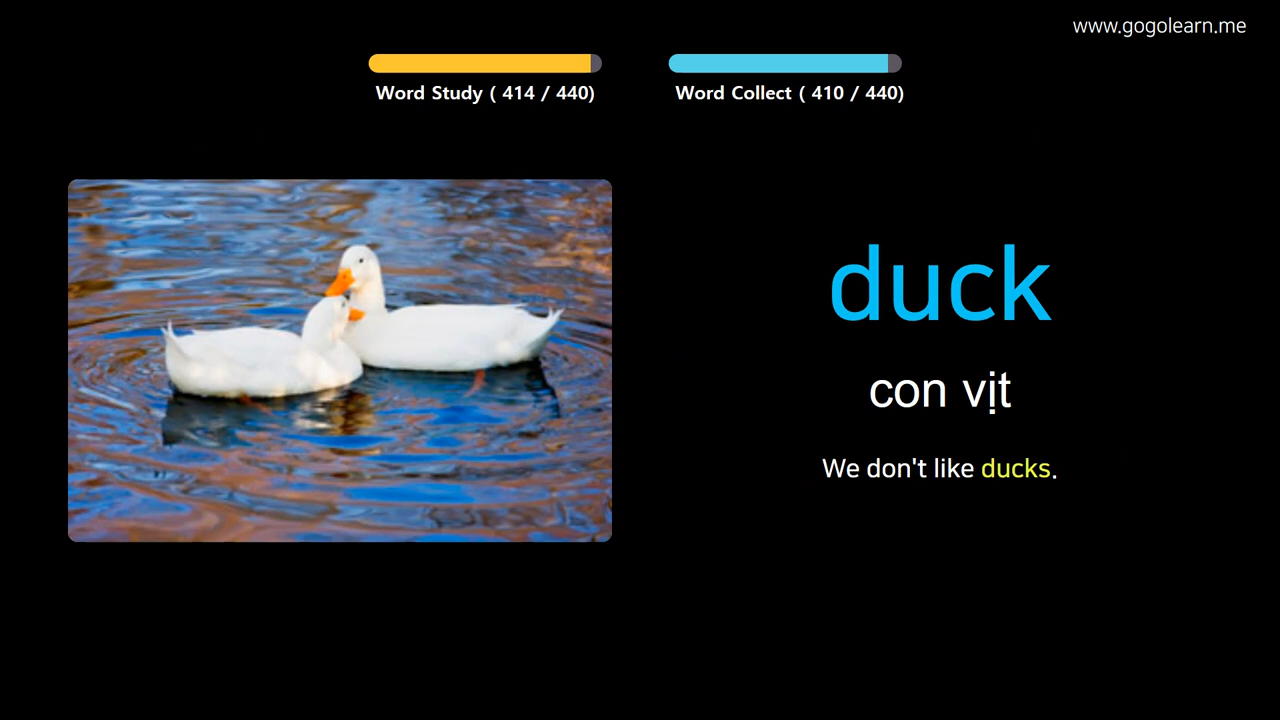 www.gogolearn.me
Word Study ( 414 / 440)
Word Collect ( 410 / 440)
duck
con vịt
We don't like ducks.